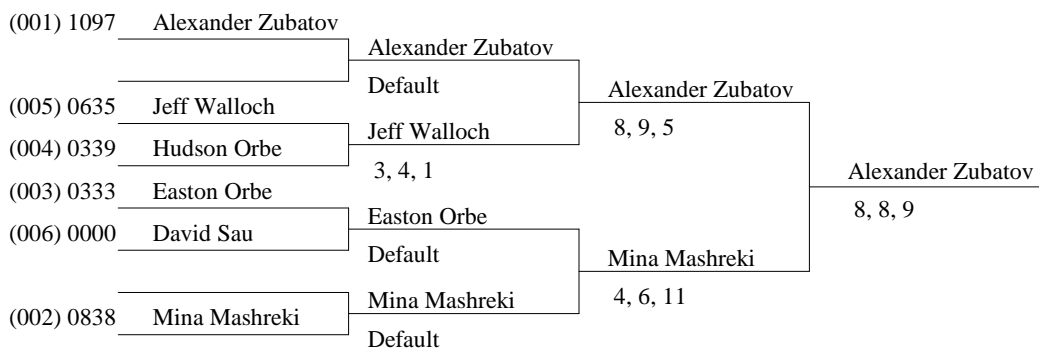 (001) 1097 Alexander Zubatov
Alexander Zubatov
Default
Alexander Zubatov
8, 9, 5
(005) 0635 Jeff Walloch
Jeff Walloch
3, 4, 1
(004) 0339 Hudson Orbe
Alexander Zubatov
8, 8, 9
(003) 0333 Easton Orbe
Easton Orbe
Default
(006) 0000 David Sau
Mina Mashreki
4, 6, 11
Mina Mashreki
Default
(002) 0838 Mina Mashreki